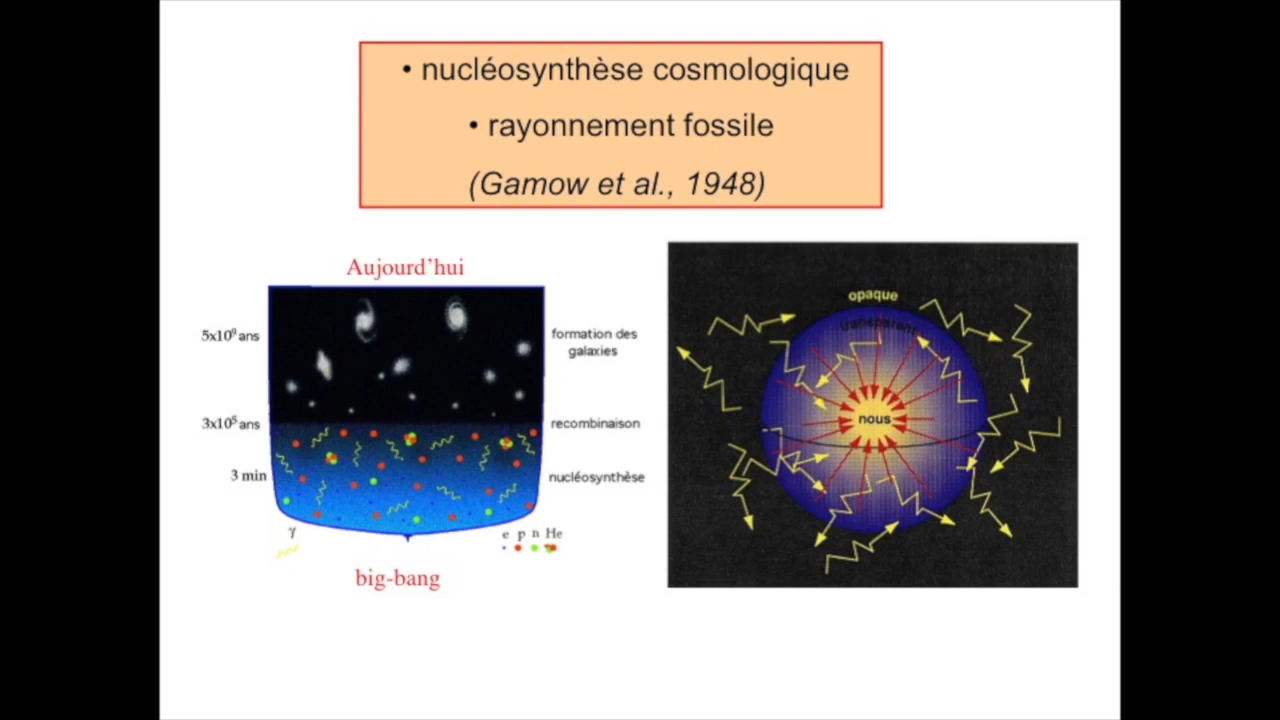 • nucléosynthèse cosmologique
• rayonnement fossile
(Gamow et al., 1948)
Aujourd'hui
5x10⁹ ans
formation des
galaxies
3x10⁵ ans
recombinaison
3 min
nucléosynthèse
γ
e p n He
big-bang
opaque
transparent
nous